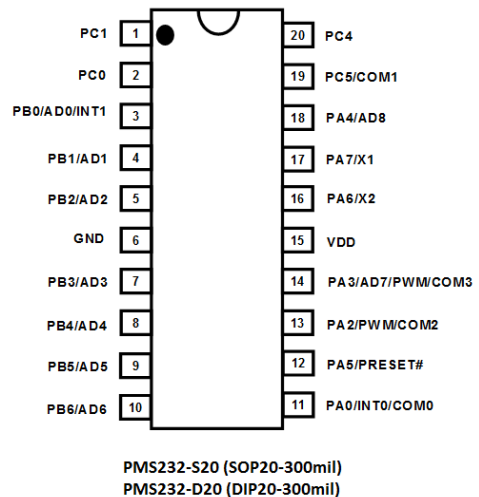 PC1 1 20 PC4
PC0 2 19 PC5/COM1
PB0/AD0/INT1 3 18 PA4/AD8
PB1/AD1 4 17 PA7/X1
PB2/AD2 5 16 PA6/X2
GND 6 15 VDD
PB3/AD3 7 14 PA3/AD7/PWM/COM3
PB4/AD4 8 13 PA2/PWM/COM2
PB5/AD5 9 12 PA5/PRESET#
PB6/AD6 10 11 PA0/INT0/COM0
PMS232-S20 (SOP20-300mil)
PMS232-D20 (DIP20-300mil)